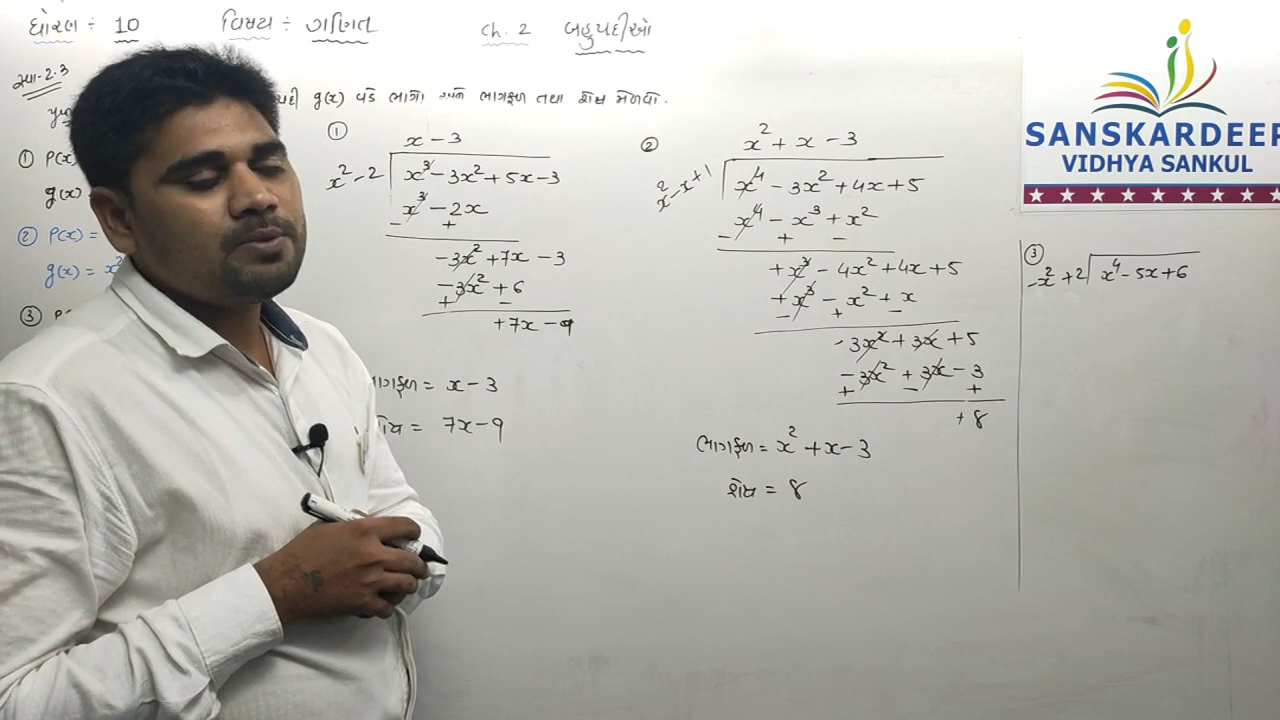 ધોરણ ÷ 10 વિષય ÷ ગણિત Ch. 2 બહુપદીઓ
સ્વા-2.3
g(x) વડે ભાગો અને ભાગફળ તથા શેષ મેળવો.
① P(x)
g(x)
② P(x) =
g(x) = x²
③
①
x - 3
x² - 2 x³ - 3x² + 5x - 3
x³ - 2x
- +
-3x² + 7x - 3
-3x² + 6
+ -
+7x - 9
= x - 3
= 7x - 9
②
x² + x - 3
x² - x + 1 x⁴ - 3x² + 4x + 5
x⁴ - x³ + x²
- + -
+ x³ - 4x² + 4x + 5
+ x³ - x² + x
- + -
- 3x² + 3x + 5
- 3x² + 3x - 3
+ - +
+ 8
ભાગફળ = x² + x - 3
શેષ = 8
③
-x² + 2 x⁴ - 5x + 6
SANSKARDEEP
VIDHYA SANKUL